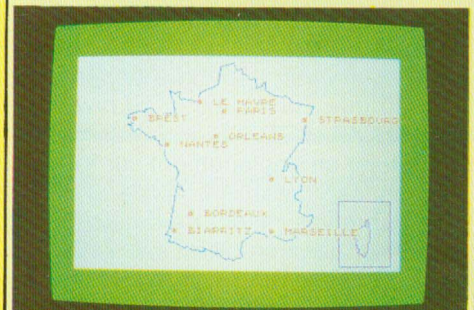 LE HAVRE
PARIS
BREST
STRASBOURG
ORLEANS
NANTES
LYON
BORDEAUX
BIARRITZ
MARSEILLE